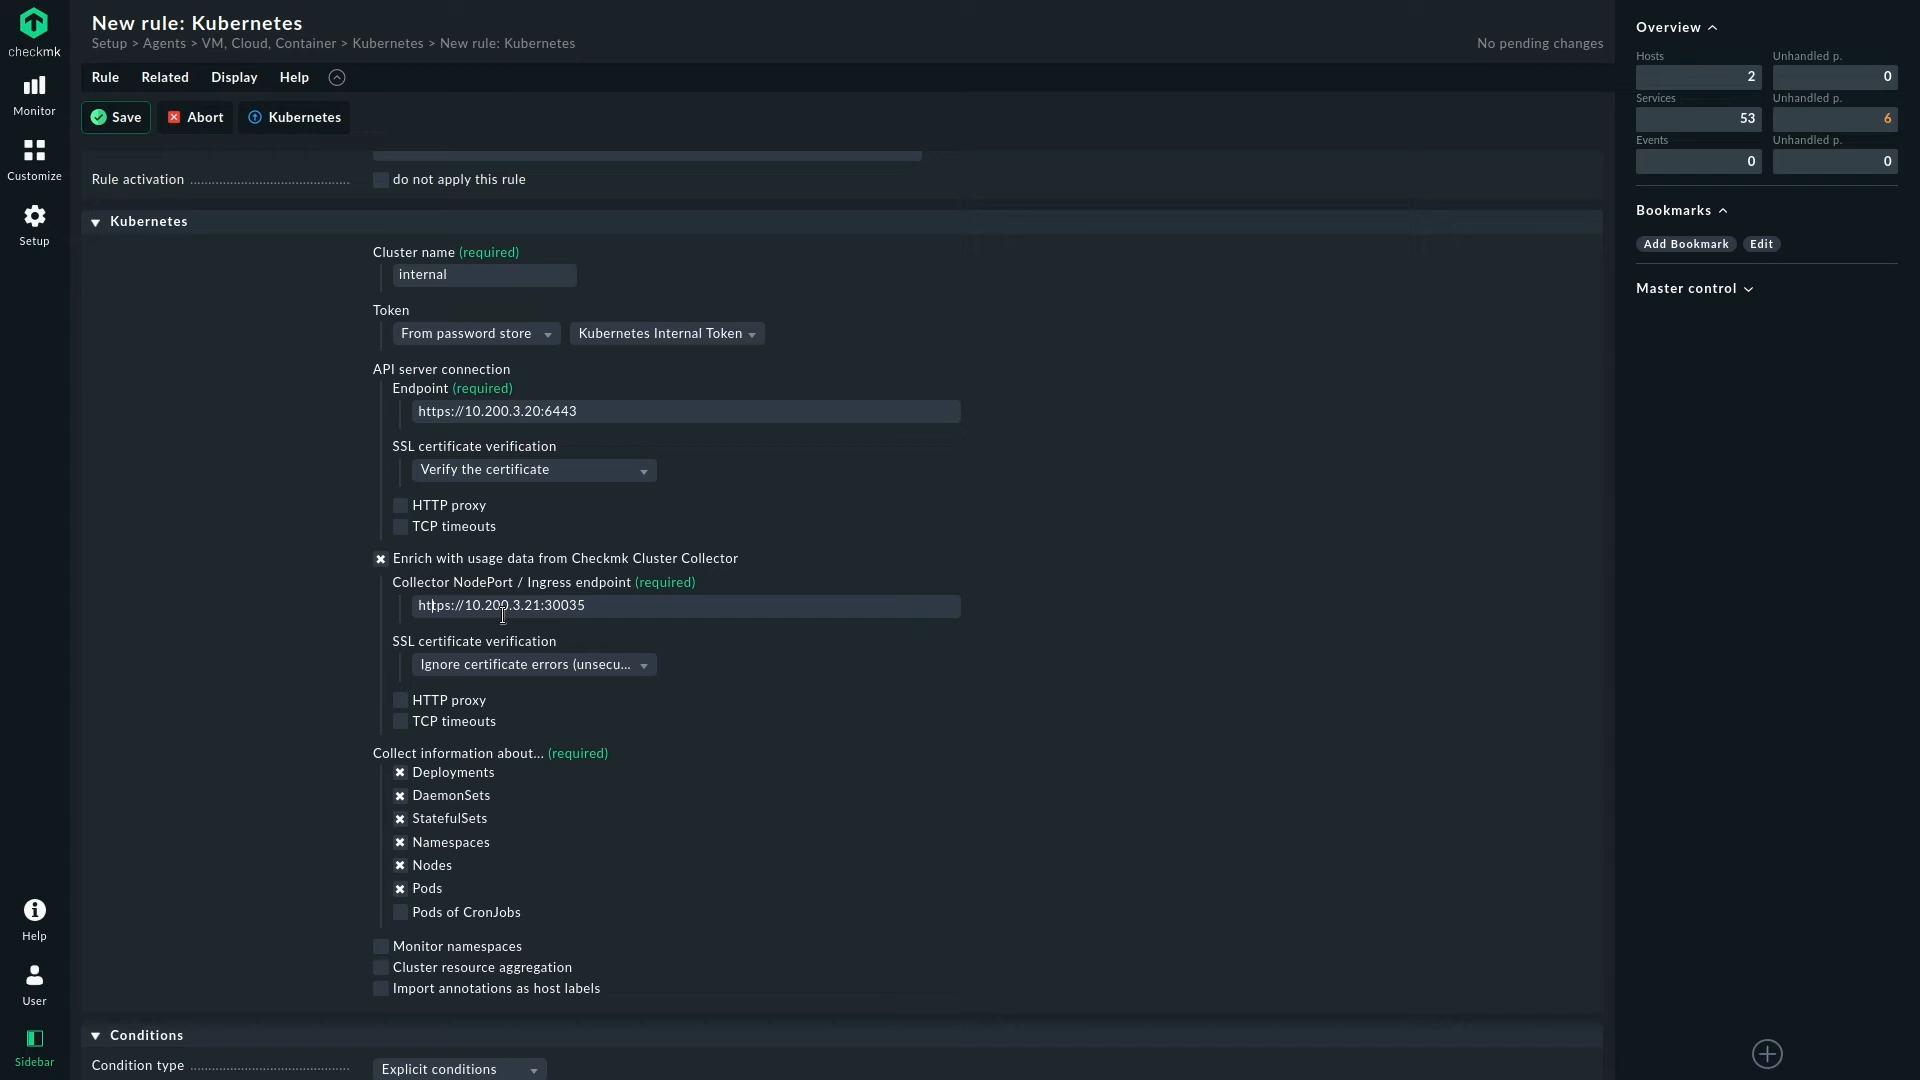 New rule: Kubernetes
Setup > Agents > VM, Cloud, Container > Kubernetes > New rule: Kubernetes
No pending changes
checkmk
Monitor
Customize
Setup
Help
User
Sidebar
Rule Related Display Help
Save Abort Kubernetes
Rule activation do not apply this rule
Kubernetes
Cluster name (required)
internal
Token
From password store Kubernetes Internal Token
API server connection
Endpoint (required)
https://10.200.3.20:6443
SSL certificate verification
Verify the certificate
HTTP proxy
TCP timeouts
Enrich with usage data from Checkmk Cluster Collector
Collector NodePort / Ingress endpoint (required)
https://10.200.3.21:30035
SSL certificate verification
Ignore certificate errors (unsecu...
HTTP proxy
TCP timeouts
Collect information about... (required)
Deployments
DaemonSets
StatefulSets
Namespaces
Nodes
Pods
Pods of CronJobs
Monitor namespaces
Cluster resource aggregation
Import annotations as host labels
Conditions
Condition type Explicit conditions
Overview
Hosts Unhandled p.
2 0
Services Unhandled p.
53 6
Events Unhandled p.
0 0
Bookmarks
Add Bookmark Edit
Master control